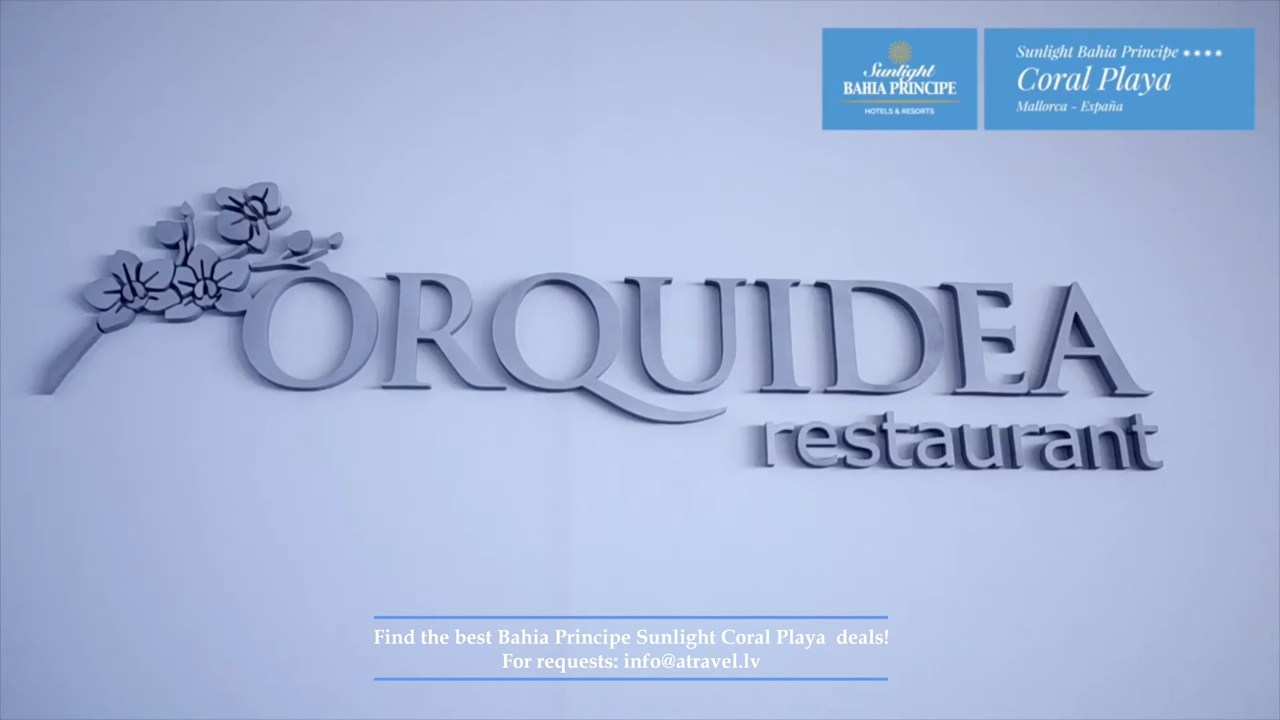 Sunlight
BAHIA PRINCIPE
HOTELS & RESORTS
Sunlight Bahia Principe ****
Coral Playa
Mallorca - España
ORQUIDEA
restaurant
Find the best Bahia Principe Sunlight Coral Playa deals!
For requests: info@atravel.lv